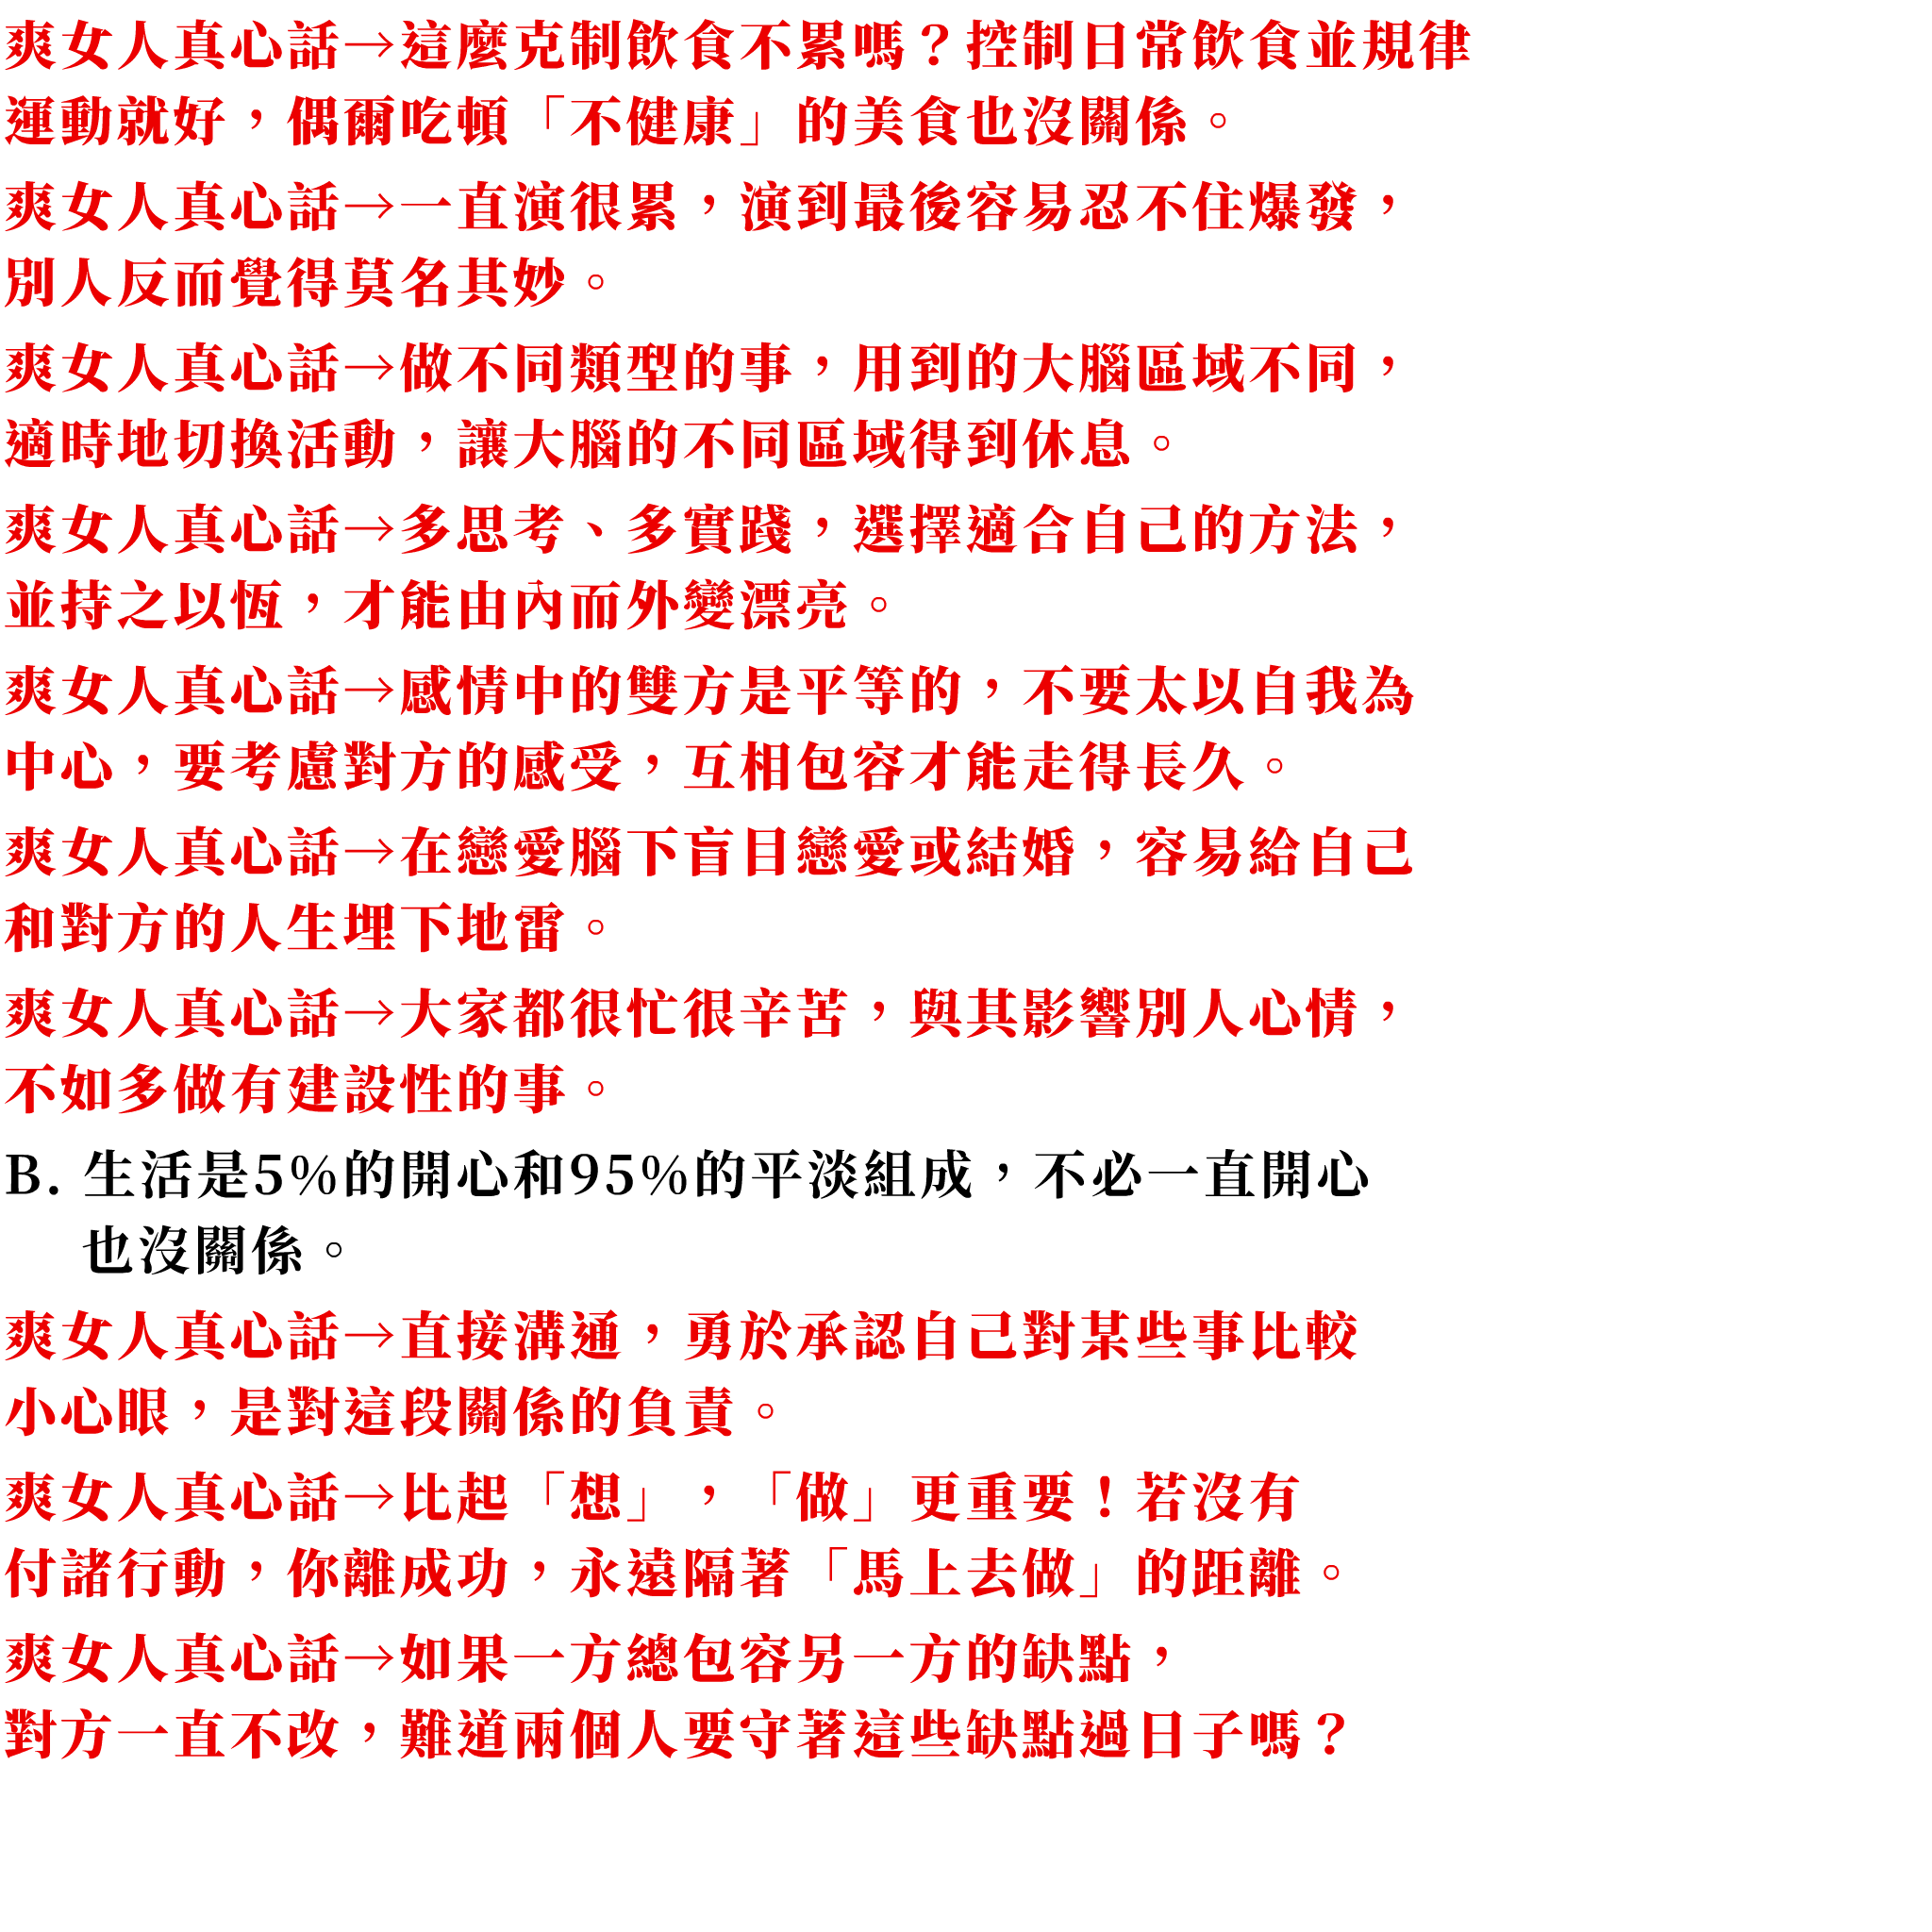 爽女人真心話→這麼克制飲食不累嗎？控制日常飲食並規律
運動就好，偶爾吃頓「不健康」的美食也沒關係。
爽女人真心話→一直演很累，演到最後容易忍不住爆發，
別人反而覺得莫名其妙。
爽女人真心話→做不同類型的事，用到的大腦區域不同，
適時地切換活動，讓大腦的不同區域得到休息。
爽女人真心話→多思考、多實踐，選擇適合自己的方法，
並持之以恆，才能由內而外變漂亮。
爽女人真心話→感情中的雙方是平等的，不要太以自我為
中心，要考慮對方的感受，互相包容才能走得長久。
爽女人真心話→在戀愛腦下盲目戀愛或結婚，容易給自己
和對方的人生埋下地雷。
爽女人真心話→大家都很忙很辛苦，與其影響別人心情，
不如多做有建設性的事。
B. 生活是5%的開心和95%的平淡組成，不必一直開心
也沒關係。
爽女人真心話→直接溝通，勇於承認自己對某些事比較
小心眼，是對這段關係的負責。
爽女人真心話→比起「想」，「做」更重要！若沒有
付諸行動，你離成功，永遠隔著「馬上去做」的距離。
爽女人真心話→如果一方總包容另一方的缺點，
對方一直不改，難道兩個人要守著這些缺點過日子嗎？